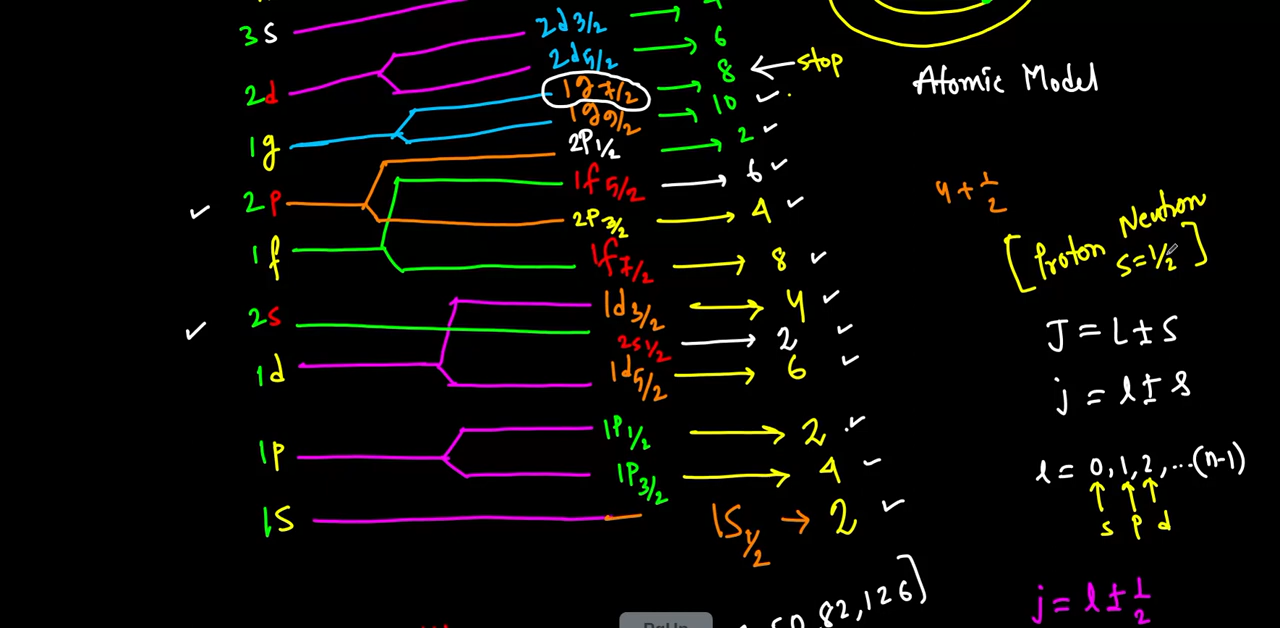 3s
2d3/2 → 4
2d5/2 → 6
2d
1g7/2 → 8 ← stop
1g9/2 → 10 ✓
1g
2P1/2 → 2 ✓
2p
1f5/2 → 6 ✓
✓
2P3/2 → 4 ✓
1f
1f7/2 → 8 ✓
1d3/2 → 4 ✓
✓ 2s
2s1/2 → 2 ✓
1d
1d5/2 → 6 ✓
1P1/2 → 2 ✓
1p
1P3/2 → 4 ✓
1S
1S1/2 → 2 ✓
50, 82, 126]
Atomic Model
4 + 1/2
[Proton Neutron
S=1/2]
J = L ± S
j = l ± s
l = 0, 1, 2, ...(n-1)
↑ ↑ ↑
s p d
j = l ± 1/2
PgUp